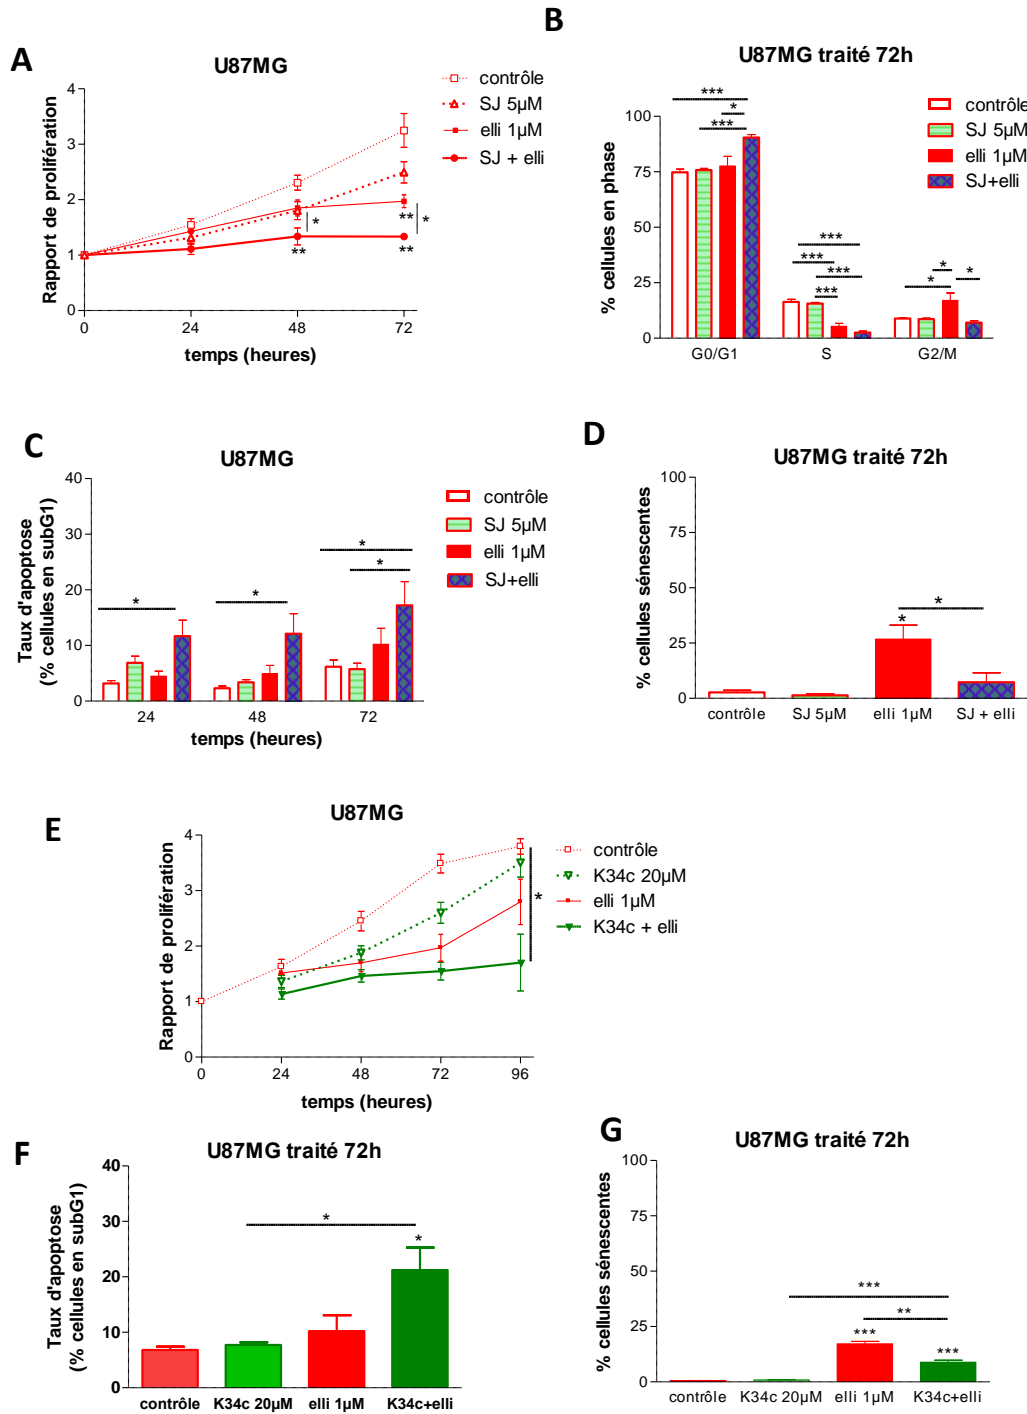 A
U87MG
Rapport de prolifération
4
3
2
1
0
0
24
48
72
temps (heures)
contrôle
SJ 5µM
elli 1µM
SJ + elli
*
**
**
**
*
B
U87MG traité 72h
% cellules en phase
100
75
50
25
0
G0/G1
S
G2/M
contrôle
SJ 5µM
elli 1µM
SJ+elli
***
*
***
***
***
***
***
*
*
*
C
U87MG
Taux d'apoptose
(% cellules en subG1)
40
30
20
10
0
24
48
72
temps (heures)
contrôle
SJ 5µM
elli 1µM
SJ+elli
*
*
*
*
D
U87MG traité 72h
% cellules sénescentes
100
75
50
25
0
contrôle
SJ 5µM
elli 1µM
SJ + elli
*
*
E
U87MG
Rapport de prolifération
4
3
2
1
0
0
24
48
72
96
temps (heures)
contrôle
K34c 20µM
elli 1µM
K34c + elli
*
F
U87MG traité 72h
Taux d'apoptose
(% cellules en subG1)
40
30
20
10
0
contrôle
K34c 20µM
elli 1µM
K34c+elli
*
*
G
U87MG traité 72h
% cellules sénescentes
100
75
50
25
0
contrôle
K34c 20µM
elli 1µM
K34c+elli
***
**
***
***